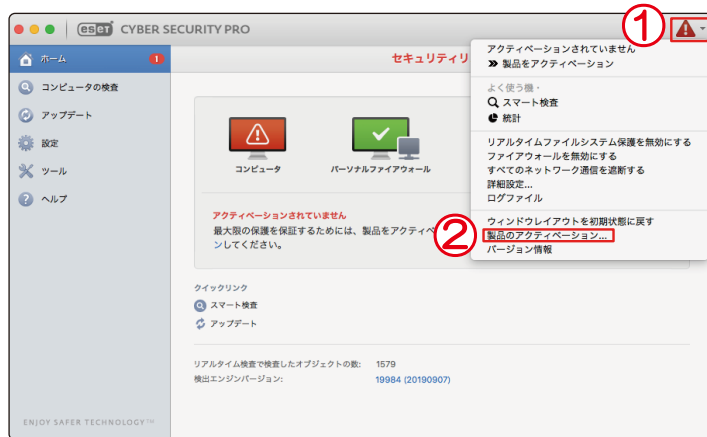 eset CYBER SECURITY PRO
①
ホーム
1
セキュリティリ
コンピュータの検査
アップデート
設定
ツール
ヘルプ
コンピュータ
パーソナルファイアウォール
アクティベーションされていません
最大限の保護を保証するためには、製品をアクティベ
ンしてください。
クイックリンク
スマート検査
アップデート
リアルタイム検査で検査したオブジェクトの数: 1579
検出エンジンバージョン: 19984 (20190907)
ENJOY SAFER TECHNOLOGY™
アクティベーションされていません
製品をアクティベーション
よく使う機・
スマート検査
統計
リアルタイムファイルシステム保護を無効にする
ファイアウォールを無効にする
すべてのネットワーク通信を遮断する
詳細設定...
ログファイル
ウィンドウレイアウトを初期状態に戻す
②
製品のアクティベーション...
バージョン情報